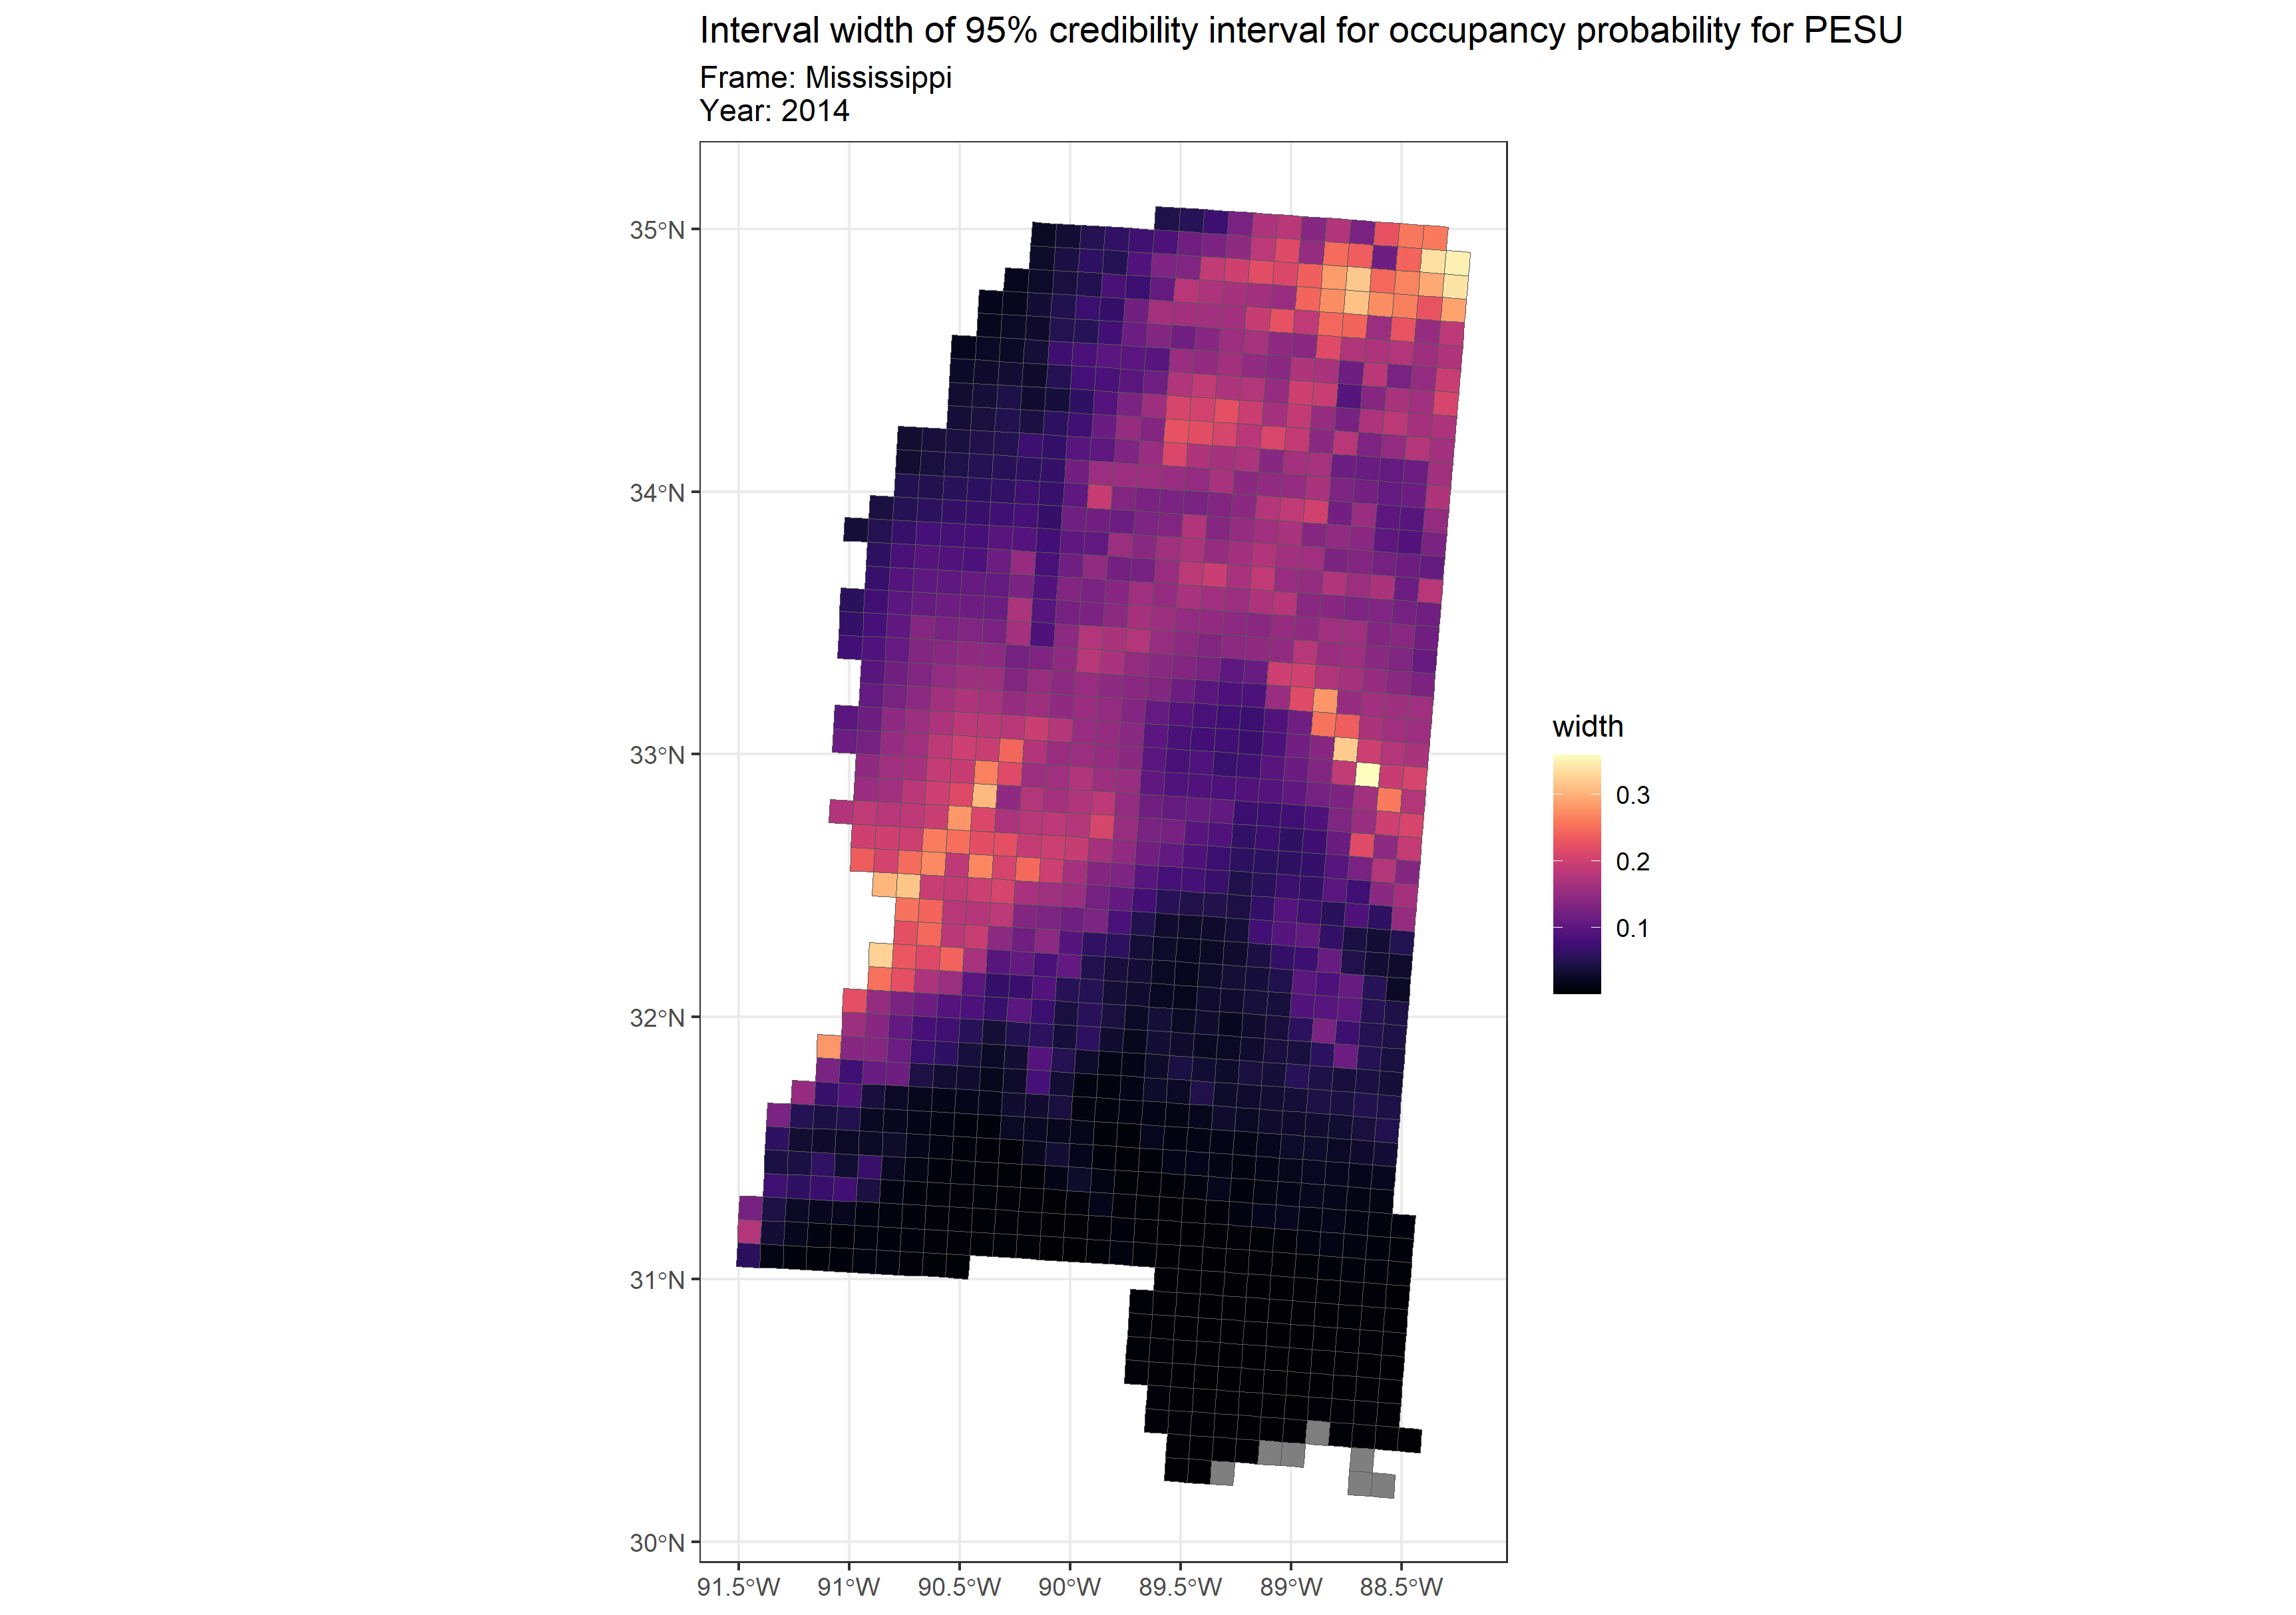 Interval width of 95% credibility interval for occupancy probability for PESU
Frame: Mississippi
Year: 2014
35°N
34°N
33°N
32°N
31°N
30°N
91.5°W
91°W
90.5°W
90°W
89.5°W
89°W
88.5°W
width
0.3
0.2
0.1